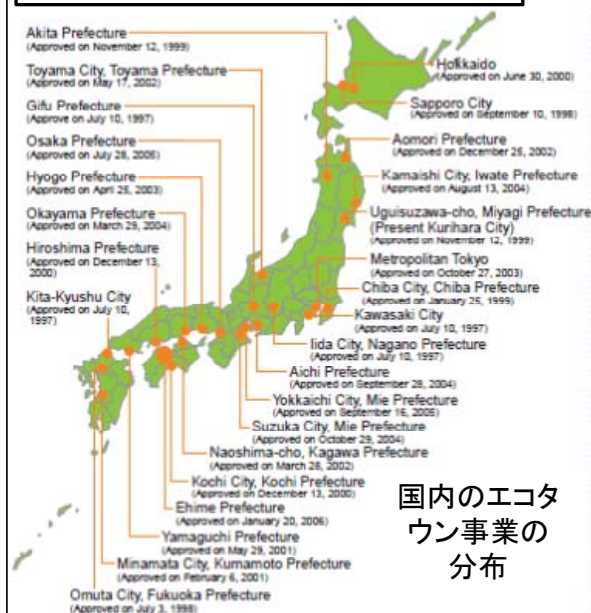 Akita Prefecture
(Approved on November 12, 1999)
Toyama City, Toyama Prefecture
(Approved on May 17, 2002)
Gifu Prefecture
(Approve on July 10, 1997)
Osaka Prefecture
(Approved on July 28, 2005)
Hyogo Prefecture
(Approved on April 25, 2003)
Okayama Prefecture
(Approved on March 29, 2004)
Hiroshima Prefecture
(Approved on December 13,
2000)
Kita-Kyushu City
(Approved on July 10,
1997)
Hokkaido
(Approved on June 30, 2000)
Sapporo City
(Approved on September 10, 1998)
Aomori Prefecture
(Approved on December 25, 2002)
Kamaishi City, Iwate Prefecture
(Approved on August 13, 2004)
Uguisuzawa-cho, Miyagi Prefecture
(Present Kurihara City)
(Approved on November 12, 1999)
Metropolitan Tokyo
(Approved on October 27, 2003)
Chiba City, Chiba Prefecture
(Approved on January 25, 1999)
Kawasaki City
(Approved on July 10, 1997)
Iida City, Nagano Prefecture
(Approved on July 10, 1997)
Aichi Prefecture
(Approved on September 28, 2004)
Yokkaichi City, Mie Prefecture
(Approved on September 16, 2005)
Suzuka City, Mie Prefecture
(Approved on October 29, 2004)
Naoshima-cho, Kagawa Prefecture
(Approved on March 28, 2002)
Kochi City, Kochi Prefecture
(Approved on December 13, 2000)
Ehime Prefecture
(Approved on January 20, 2006)
Yamaguchi Prefecture
(Approved on May 29, 2001)
Minamata City, Kumamoto Prefecture
(Approved on February 6, 2001)
Omuta City, Fukuoka Prefecture
(Approved on July 3, 1998)
国内のエコタ
ウン事業の
分布